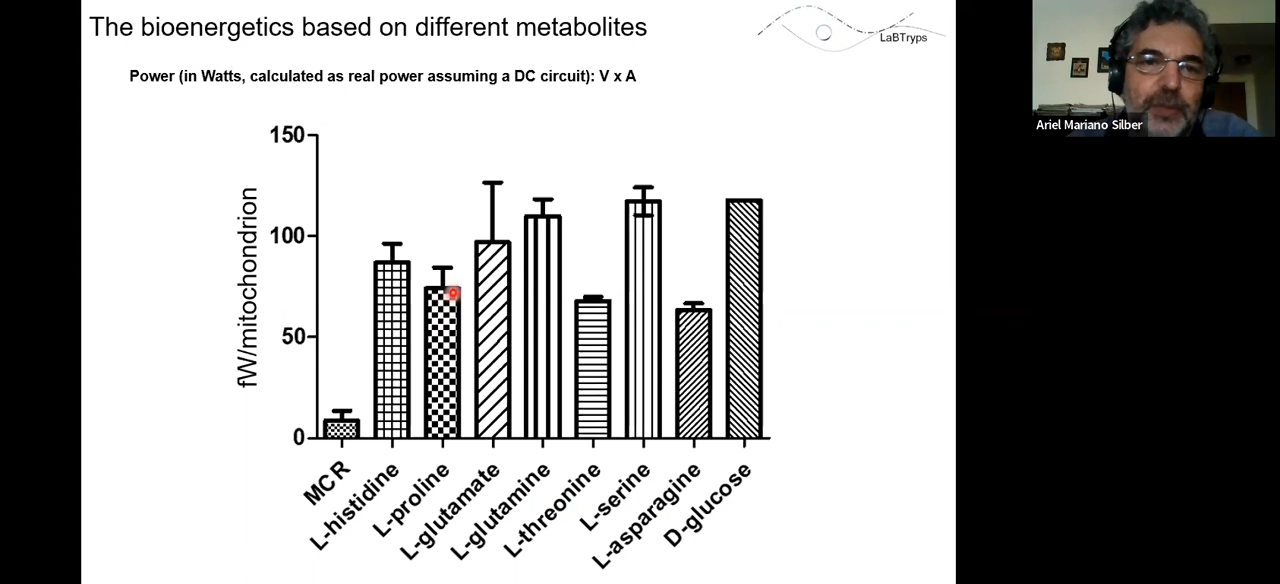 The bioenergetics based on different metabolites
LaBTryps
Ariel Mariano Silber
Power (in Watts, calculated as real power assuming a DC circuit): V x A
fW/mitochondrion
150
100
50
0
MCR
L-histidine
L-proline
L-glutamate
L-glutamine
L-threonine
L-serine
L-asparagine
D-glucose